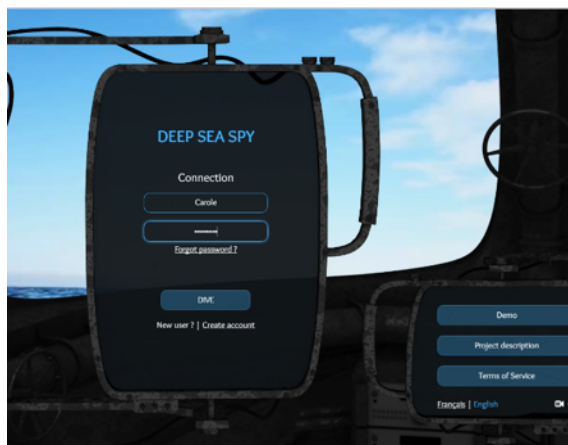 DEEP SEA SPY
Connection
Carole
Forgot password ?
DIVE
New user ? | Create account
Demo
Project description
Terms of Service
Français | English